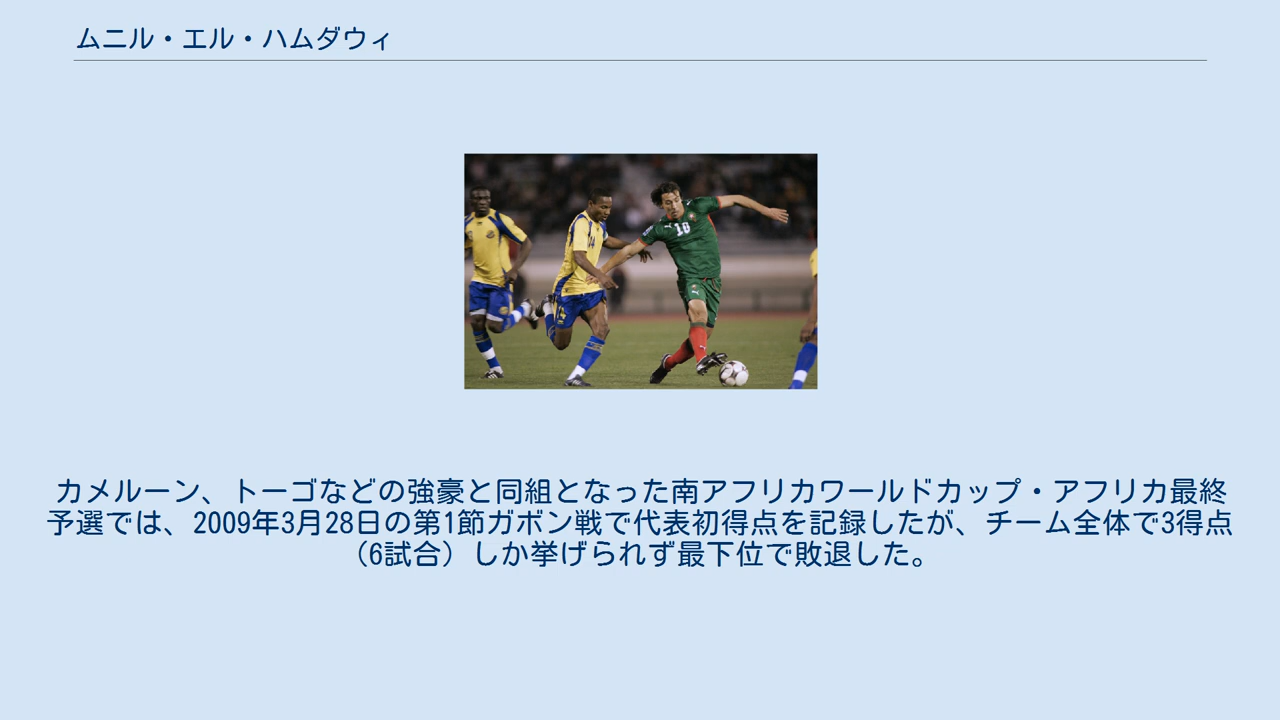 ムニル・エル・ハムダウィ
18
14
14
カメルーン、トーゴなどの強豪と同組となった南アフリカワールドカップ・アフリカ最終
予選では、2009年3月28日の第1節ガボン戦で代表初得点を記録したが、チーム全体で3得点
（6試合）しか挙げられず最下位で敗退した。